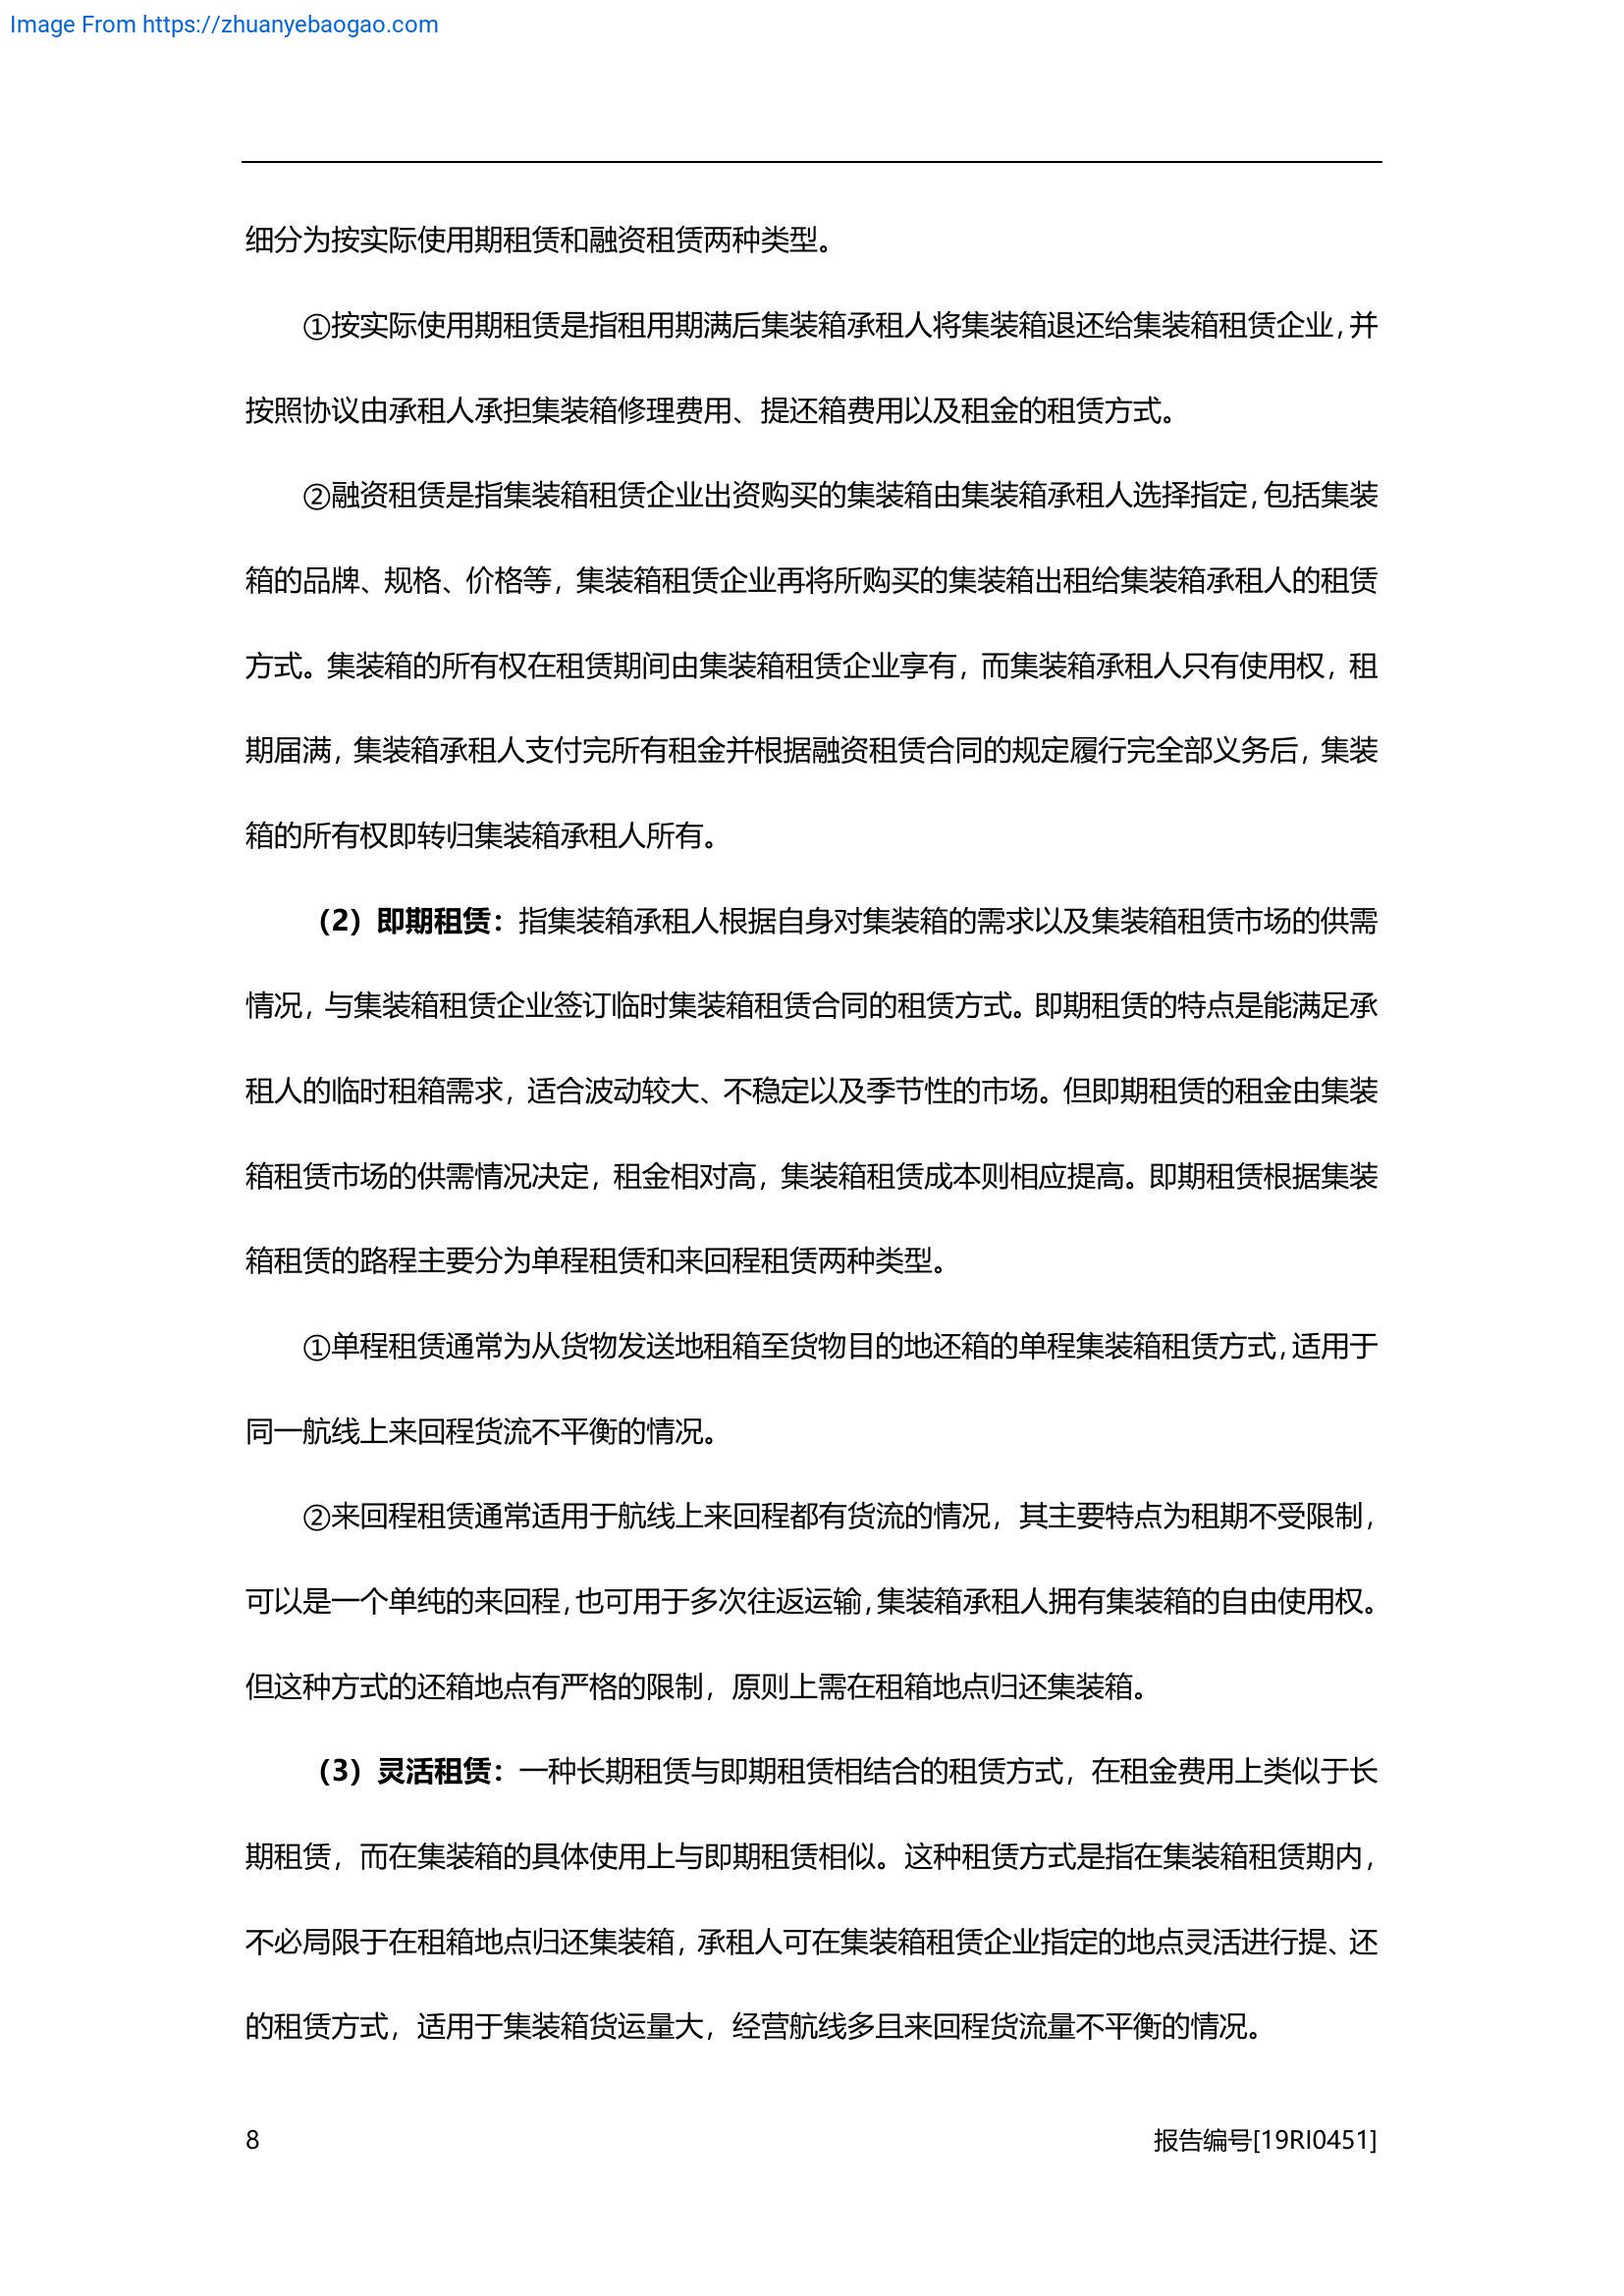 Image From https://zhuanyebaogao.com
细分为按实际使用期租赁和融资租赁两种类型。
①按实际使用期租赁是指租用期满后集装箱承租人将集装箱退还给集装箱租赁企业，并
按照协议由承租人承担集装箱修理费用、提还箱费用以及租金的租赁方式。
②融资租赁是指集装箱租赁企业出资购买的集装箱由集装箱承租人选择指定，包括集装
箱的品牌、规格、价格等，集装箱租赁企业再将所购买的集装箱出租给集装箱承租人的租赁
方式。集装箱的所有权在租赁期间由集装箱租赁企业享有，而集装箱承租人只有使用权，租
期届满，集装箱承租人支付完所有租金并根据融资租赁合同的规定履行完全部义务后，集装
箱的所有权即转归集装箱承租人所有。
（2）即期租赁：指集装箱承租人根据自身对集装箱的需求以及集装箱租赁市场的供需
情况，与集装箱租赁企业签订临时集装箱租赁合同的租赁方式。即期租赁的特点是能满足承
租人的临时租箱需求，适合波动较大、不稳定以及季节性的市场。但即期租赁的租金由集装
箱租赁市场的供需情况决定，租金相对高，集装箱租赁成本则相应提高。即期租赁根据集装
箱租赁的路程主要分为单程租赁和来回程租赁两种类型。
①单程租赁通常为从货物发送地租箱至货物目的地还箱的单程集装箱租赁方式，适用于
同一航线上来回程货流不平衡的情况。
②来回程租赁通常适用于航线上来回程都有货流的情况，其主要特点为租期不受限制，
可以是一个单纯的来回程，也可用于多次往返运输，集装箱承租人拥有集装箱的自由使用权。
但这种方式的还箱地点有严格的限制，原则上需在租箱地点归还集装箱。
（3）灵活租赁：一种长期租赁与即期租赁相结合的租赁方式，在租金费用上类似于长
期租赁，而在集装箱的具体使用上与即期租赁相似。这种租赁方式是指在集装箱租赁期内，
不必局限于在租箱地点归还集装箱，承租人可在集装箱租赁企业指定的地点灵活进行提、还
的租赁方式，适用于集装箱货运量大，经营航线多且来回程货流量不平衡的情况。
8 报告编号[19RI0451]